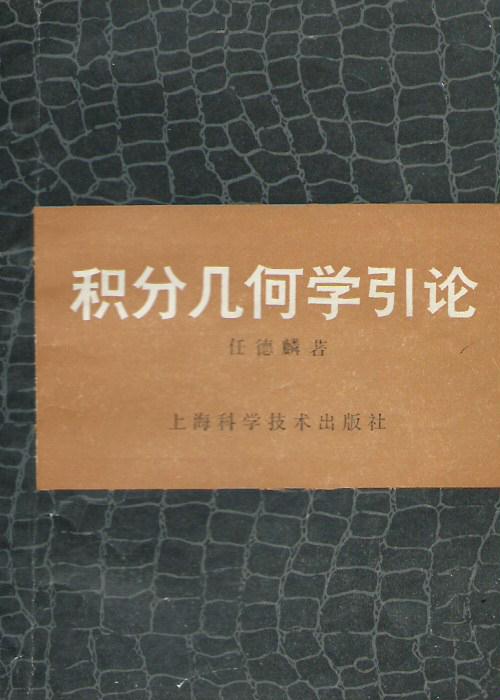 积分几何学引论
任德麟著
上海科学技术出版社